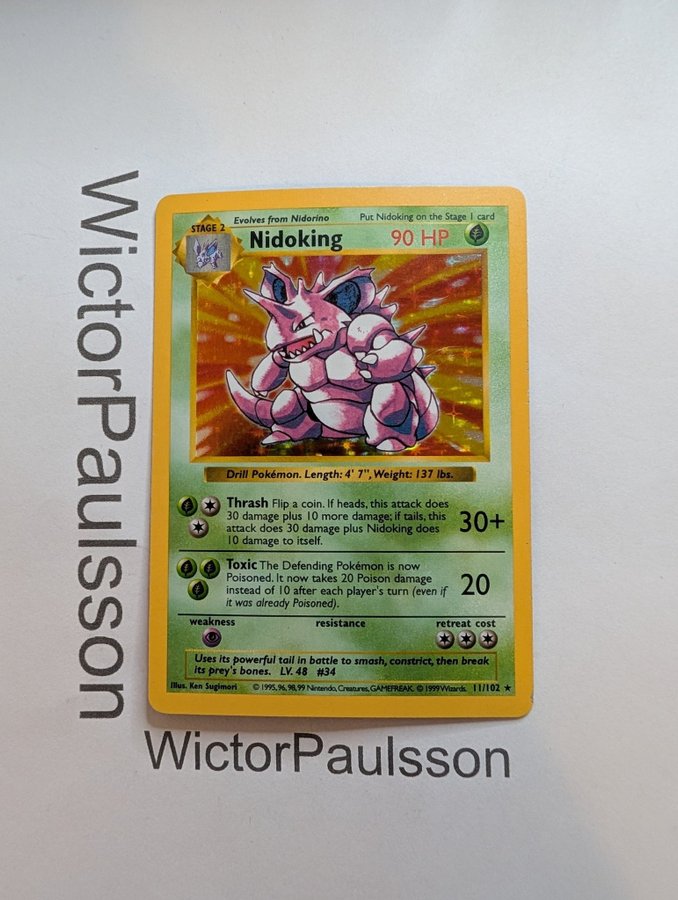 WictorPaulsson
Evolves from Nidorino Put Nidoking on the Stage 1 card
STAGE 2
Nidoking 90 HP
Drill Pokémon. Length: 4' 7", Weight: 137 lbs.
Thrash Flip a coin. If heads, this attack does
30 damage plus 10 more damage; if tails, this
attack does 30 damage plus Nidoking does
10 damage to itself.
30+
Toxic The Defending Pokémon is now
Poisoned. It now takes 20 Poison damage
instead of 10 after each player's turn (even if
it was already Poisoned).
20
weakness resistance retreat cost
Uses its powerful tail in battle to smash, constrict, then break
its prey's bones. LV. 48 #34
Illus. Ken Sugimori © 1995, 96, 98, 99 Nintendo, Creatures, GAMEFREAK. © 1999 Wizards. 11/102
WictorPaulsson